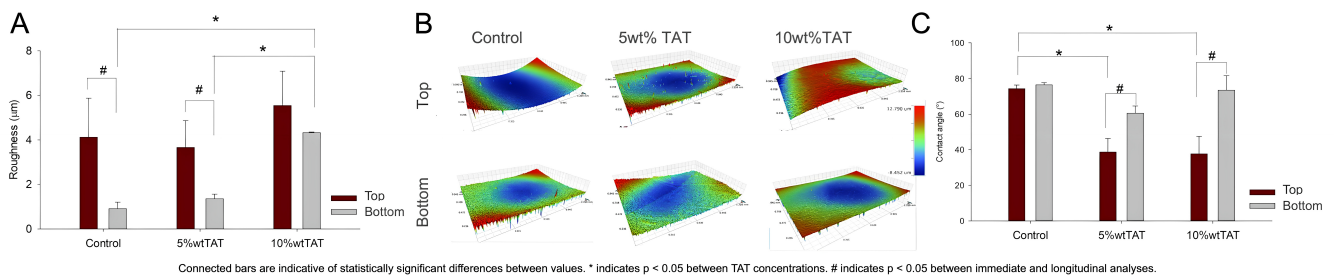 A
B
C
*
*
#
#
8
6
4
2
0
Roughness (μm)
Control
5%wtTAT
10%wtTAT
Top
Bottom
Control
5wt% TAT
10wt%TAT
Top
Bottom
12.790 um
*
*
#
#
100
80
60
40
20
0
Contact angle (°)
Control
5%wtTAT
10%wtTAT
Top
Bottom
Connected bars are indicative of statistically significant differences between values. * indicates p < 0.05 between TAT concentrations. # indicates p < 0.05 between immediate and longitudinal analyses.